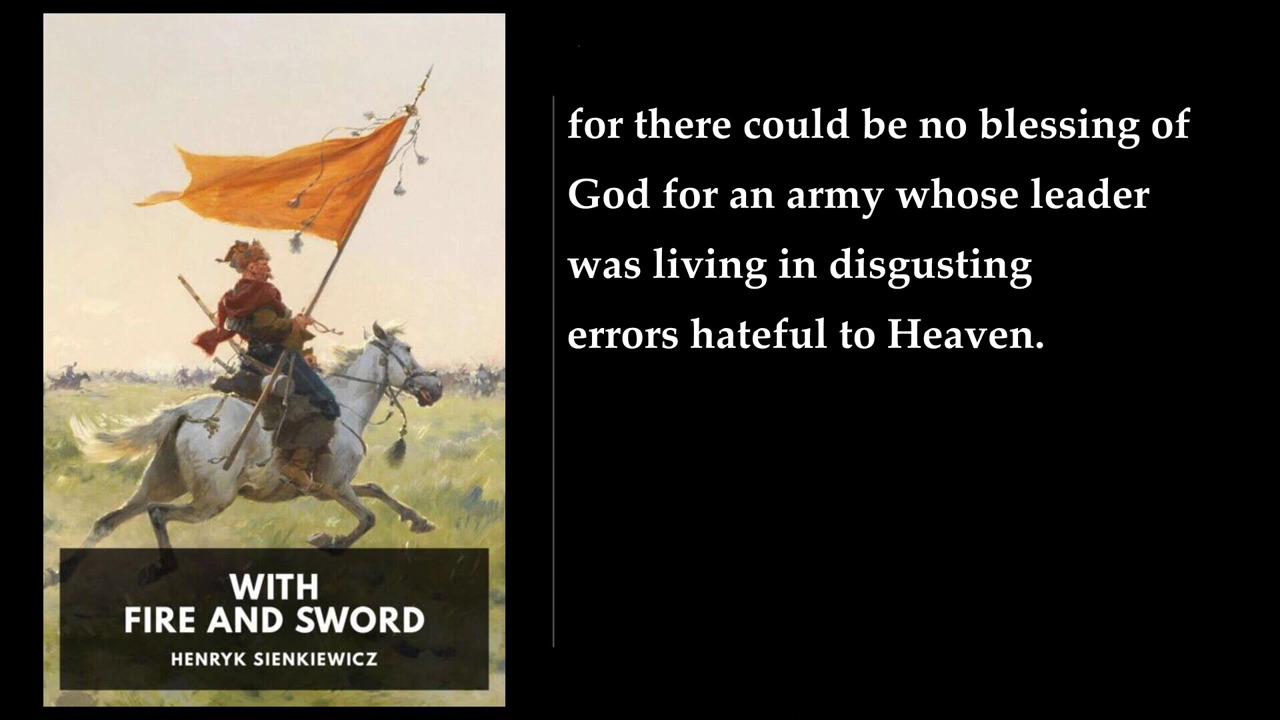 for there could be no blessing of
God for an army whose leader
was living in disgusting
errors hateful to Heaven.
WITH
FIRE AND SWORD
HENRYK SIENKIEWICZ